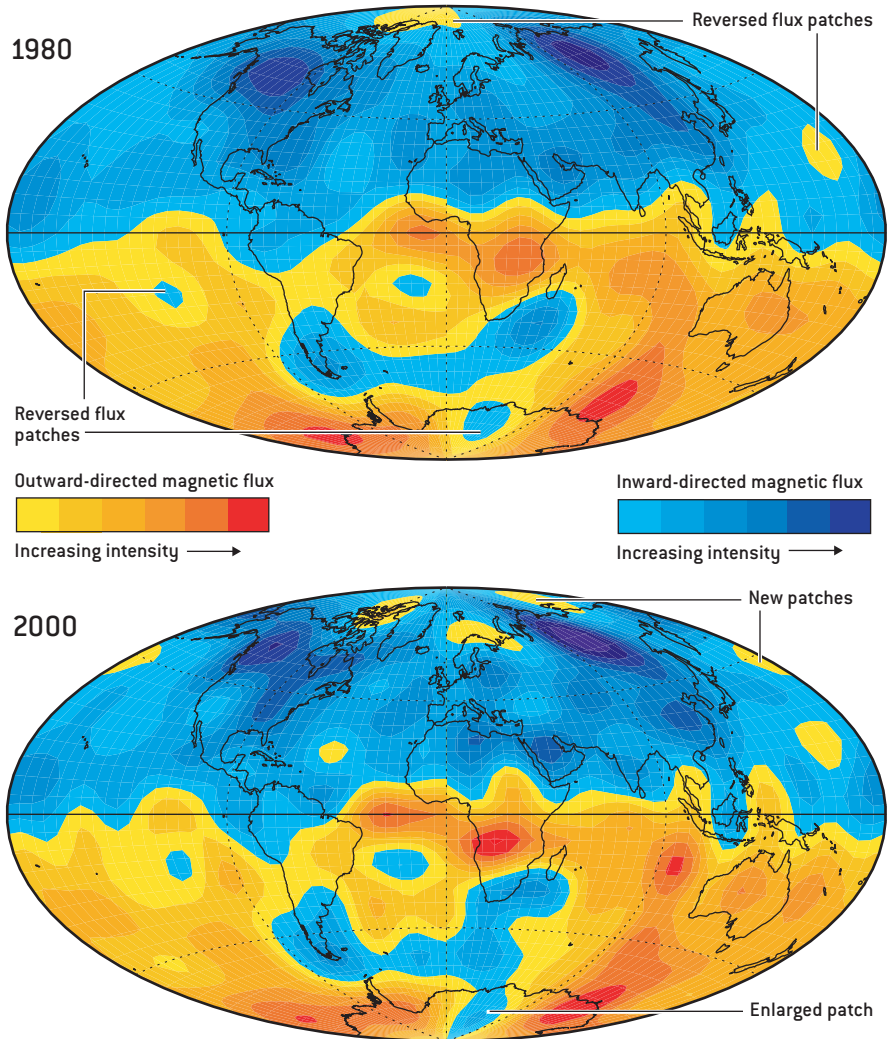 1980
Reversed flux patches
Reversed flux
patches
Outward-directed magnetic flux
Increasing intensity
Inward-directed magnetic flux
Increasing intensity
2000
New patches
Enlarged patch